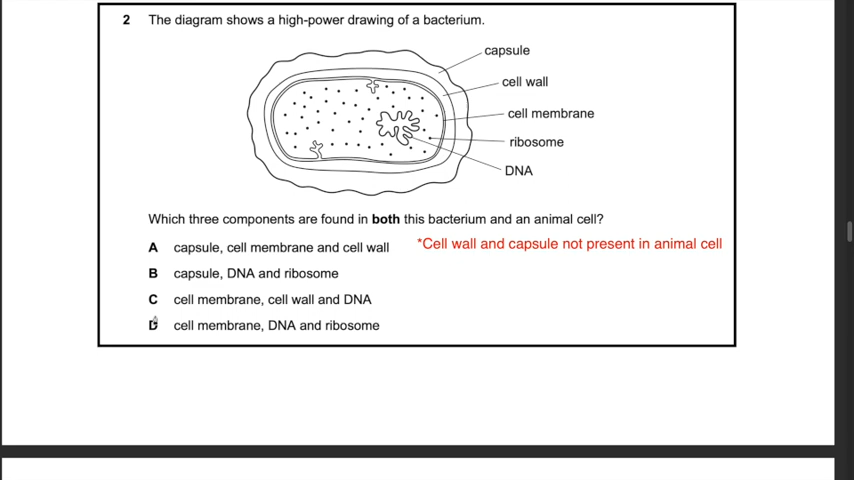 2 The diagram shows a high-power drawing of a bacterium.
capsule
cell wall
cell membrane
ribosome
DNA
Which three components are found in both this bacterium and an animal cell?
A capsule, cell membrane and cell wall *Cell wall and capsule not present in animal cell
B capsule, DNA and ribosome
C cell membrane, cell wall and DNA
D cell membrane, DNA and ribosome